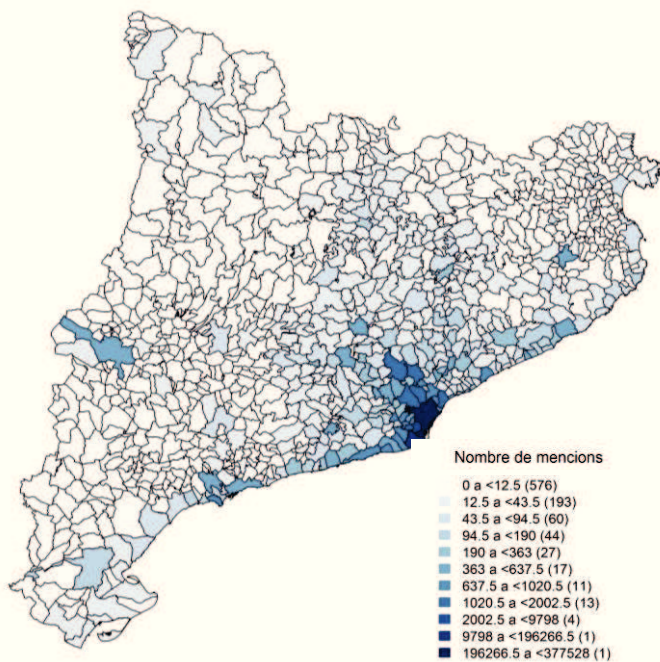 Nombre de mencions
0 a <12.5 (576)
12.5 a <43.5 (193)
43.5 a <94.5 (60)
94.5 a <190 (44)
190 a <363 (27)
363 a <637.5 (17)
637.5 a <1020.5 (11)
1020.5 a <2002.5 (13)
2002.5 a <9798 (4)
9798 a <196266.5 (1)
196266.5 a <377528 (1)